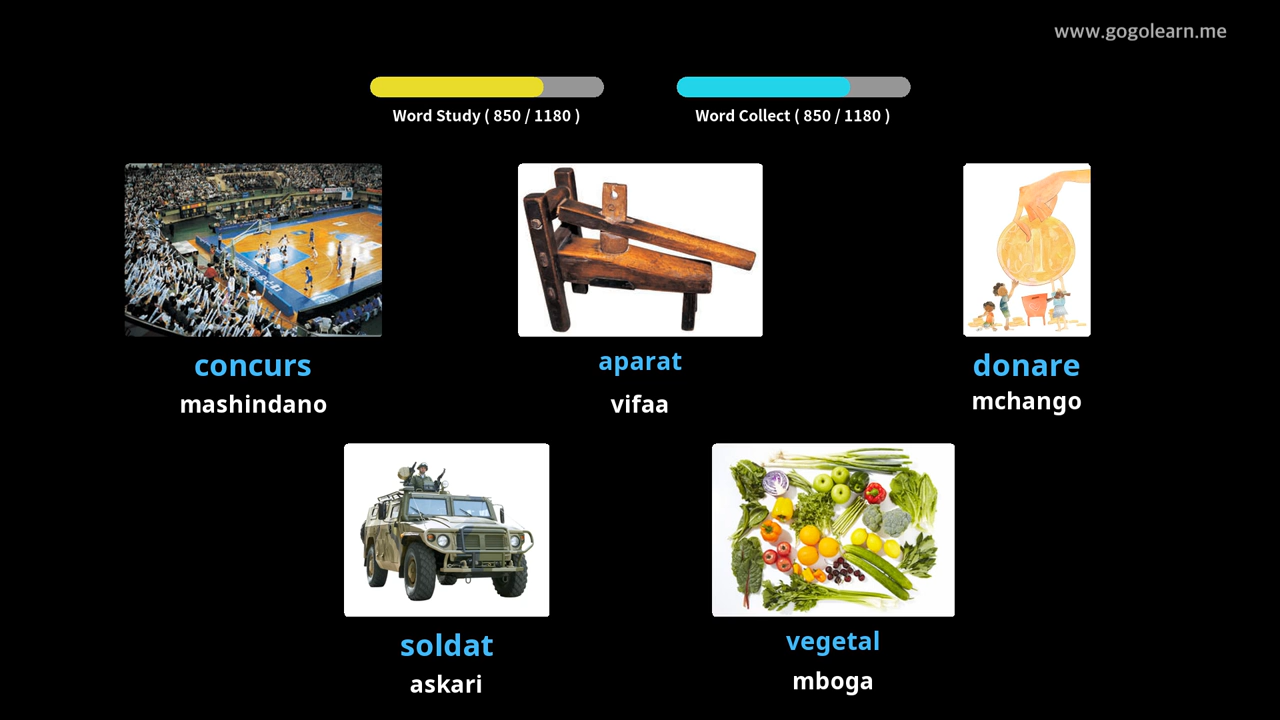 www.gogolearn.me
Word Study ( 850 / 1180 )
Word Collect ( 850 / 1180 )
concurs
mashindano
aparat
vifaa
donare
mchango
soldat
askari
vegetal
mboga